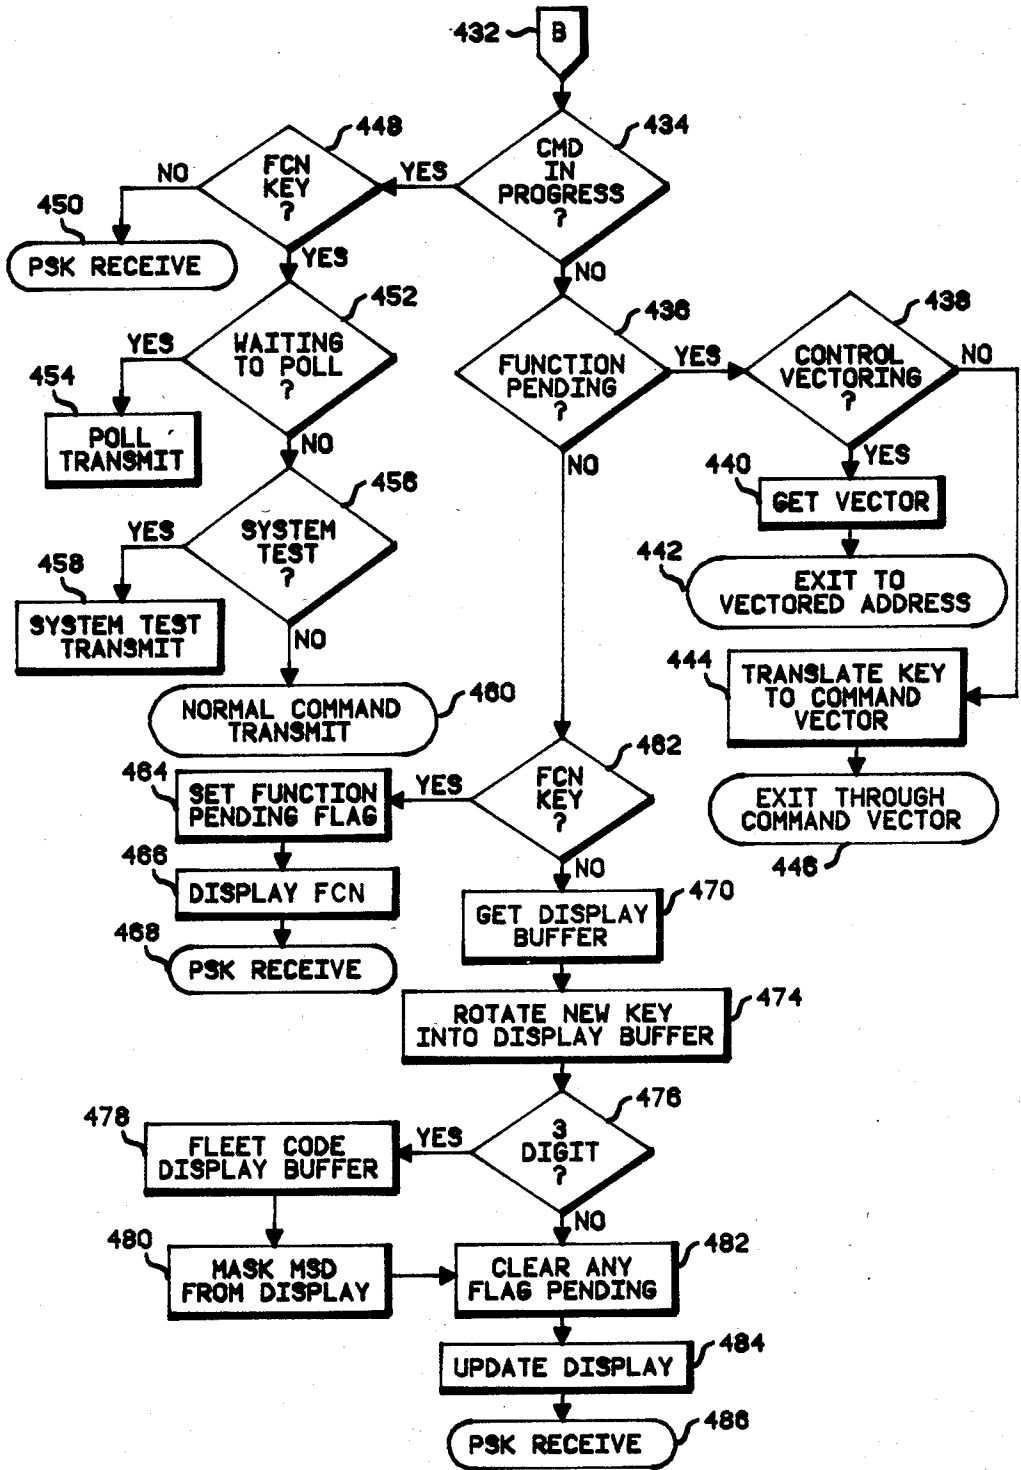 432
B
434
CMD
IN
PROGRESS
?
YES
NO
448
FCN
KEY
?
NO
YES
450
PSK RECEIVE
452
WAITING
TO POLL
?
YES
NO
454
POLL
TRANSMIT
436
FUNCTION
PENDING
?
YES
NO
438
CONTROL
VECTORING
?
NO
YES
440
GET VECTOR
442
EXIT TO
VECTORED ADDRESS
456
SYSTEM
TEST
?
YES
NO
458
SYSTEM TEST
TRANSMIT
460
NORMAL COMMAND
TRANSMIT
444
TRANSLATE KEY
TO COMMAND
VECTOR
EXIT THROUGH
COMMAND VECTOR
446
462
FCN
KEY
?
YES
NO
464
SET FUNCTION
PENDING FLAG
466
DISPLAY FCN
468
PSK RECEIVE
470
GET DISPLAY
BUFFER
474
ROTATE NEW KEY
INTO DISPLAY BUFFER
476
3
DIGIT
?
YES
NO
478
FLEET CODE
DISPLAY BUFFER
480
MASK MSD
FROM DISPLAY
482
CLEAR ANY
FLAG PENDING
484
UPDATE DISPLAY
486
PSK RECEIVE